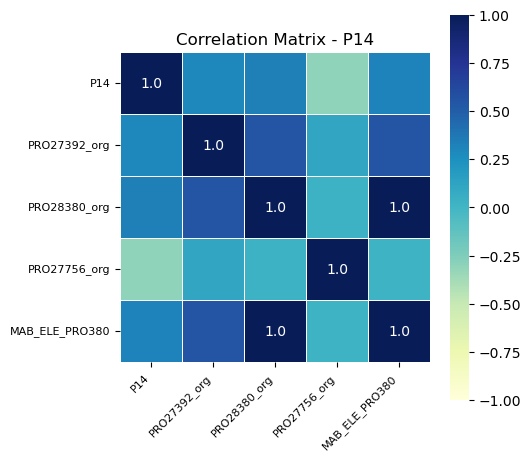 Correlation Matrix - P14
P14
PRO27392_org
PRO28380_org
PRO27756_org
MAB_ELE_PRO380
1.0
1.0
1.0 1.0
1.0
1.0 1.0
P14
PRO27392_org
PRO28380_org
PRO27756_org
MAB_ELE_PRO380
1.00
0.75
0.50
0.25
0.00
−0.25
−0.50
−0.75
−1.00